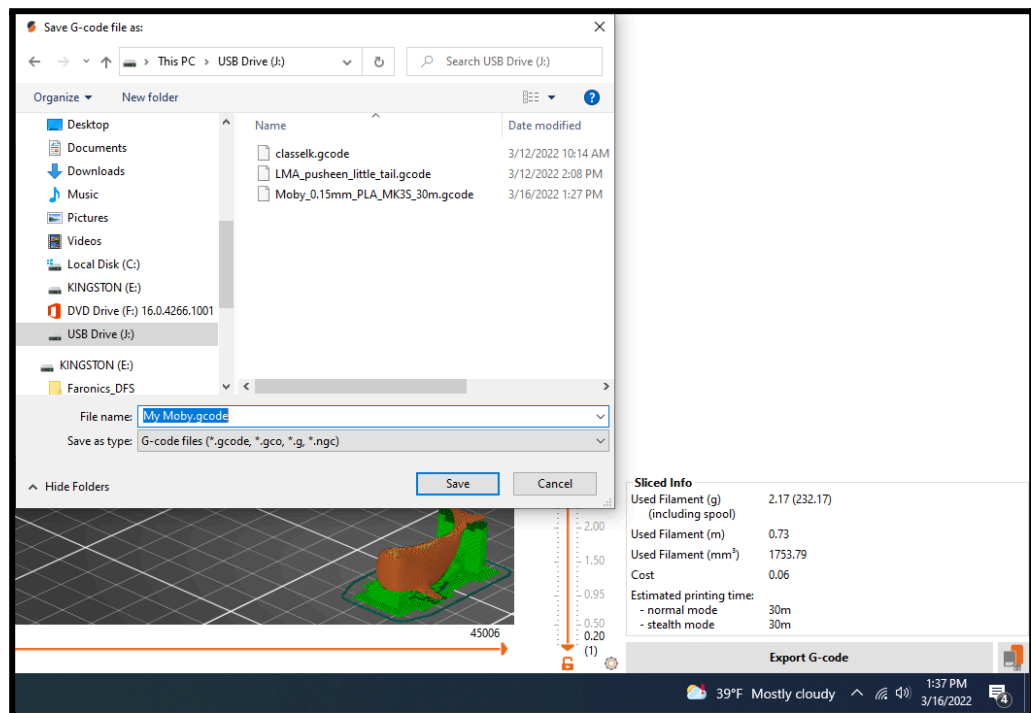 Save G-code file as:
This PC > USB Drive (J:)
Search USB Drive (J:)
Organize
New folder
?
Desktop
Documents
Downloads
Music
Pictures
Videos
Local Disk (C:)
KINGSTON (E:)
DVD Drive (F:) 16.0.4266.1001
USB Drive (J:)
KINGSTON (E:)
Faronics_DFS
Name Date modified
classelk.gcode 3/12/2022 10:14 AM
LMA_pusheen_little_tail.gcode 3/12/2022 2:08 PM
Moby_0.15mm_PLA_MK3S_30m.gcode 3/16/2022 1:27 PM
File name: My Moby.gcode
Save as type: G-code files (*.gcode, *.gco, *.g, *.ngc)
Hide Folders
Save
Cancel
2.00
1.50
0.95
0.50
0.20
(1)
45006
Sliced Info
Used Filament (g) 2.17 (232.17)
(including spool)
Used Filament (m) 0.73
Used Filament (mm³) 1753.79
Cost 0.06
Estimated printing time:
- normal mode 30m
- stealth mode 30m
Export G-code
39°F Mostly cloudy
1:37 PM
3/16/2022
4